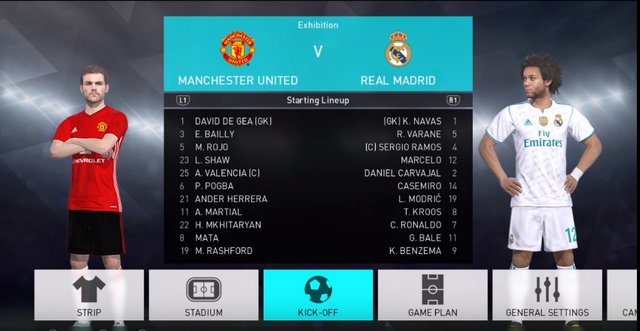 Exhibition
V
MANCHESTER UNITED REAL MADRID
L1 Starting Lineup R1
1 DAVID DE GEA (GK) (GK) K. NAVAS 1
3 E. BAILLY R. VARANE 5
5 M. ROJO (C) SERGIO RAMOS 4
23 L. SHAW MARCELO 12
25 A. VALENCIA (C) DANIEL CARVAJAL 2
6 P. POGBA CASEMIRO 14
21 ANDER HERRERA L. MODRIĆ 19
11 A. MARTIAL T. KROOS 8
22 H. MKHITARYAN C. RONALDO 7
8 MATA G. BALE 11
19 M. RASHFORD K. BENZEMA 9
CHEVROLET
Fly
Emirates
12
STRIP STADIUM KICK-OFF GAME PLAN GENERAL SETTINGS CAM